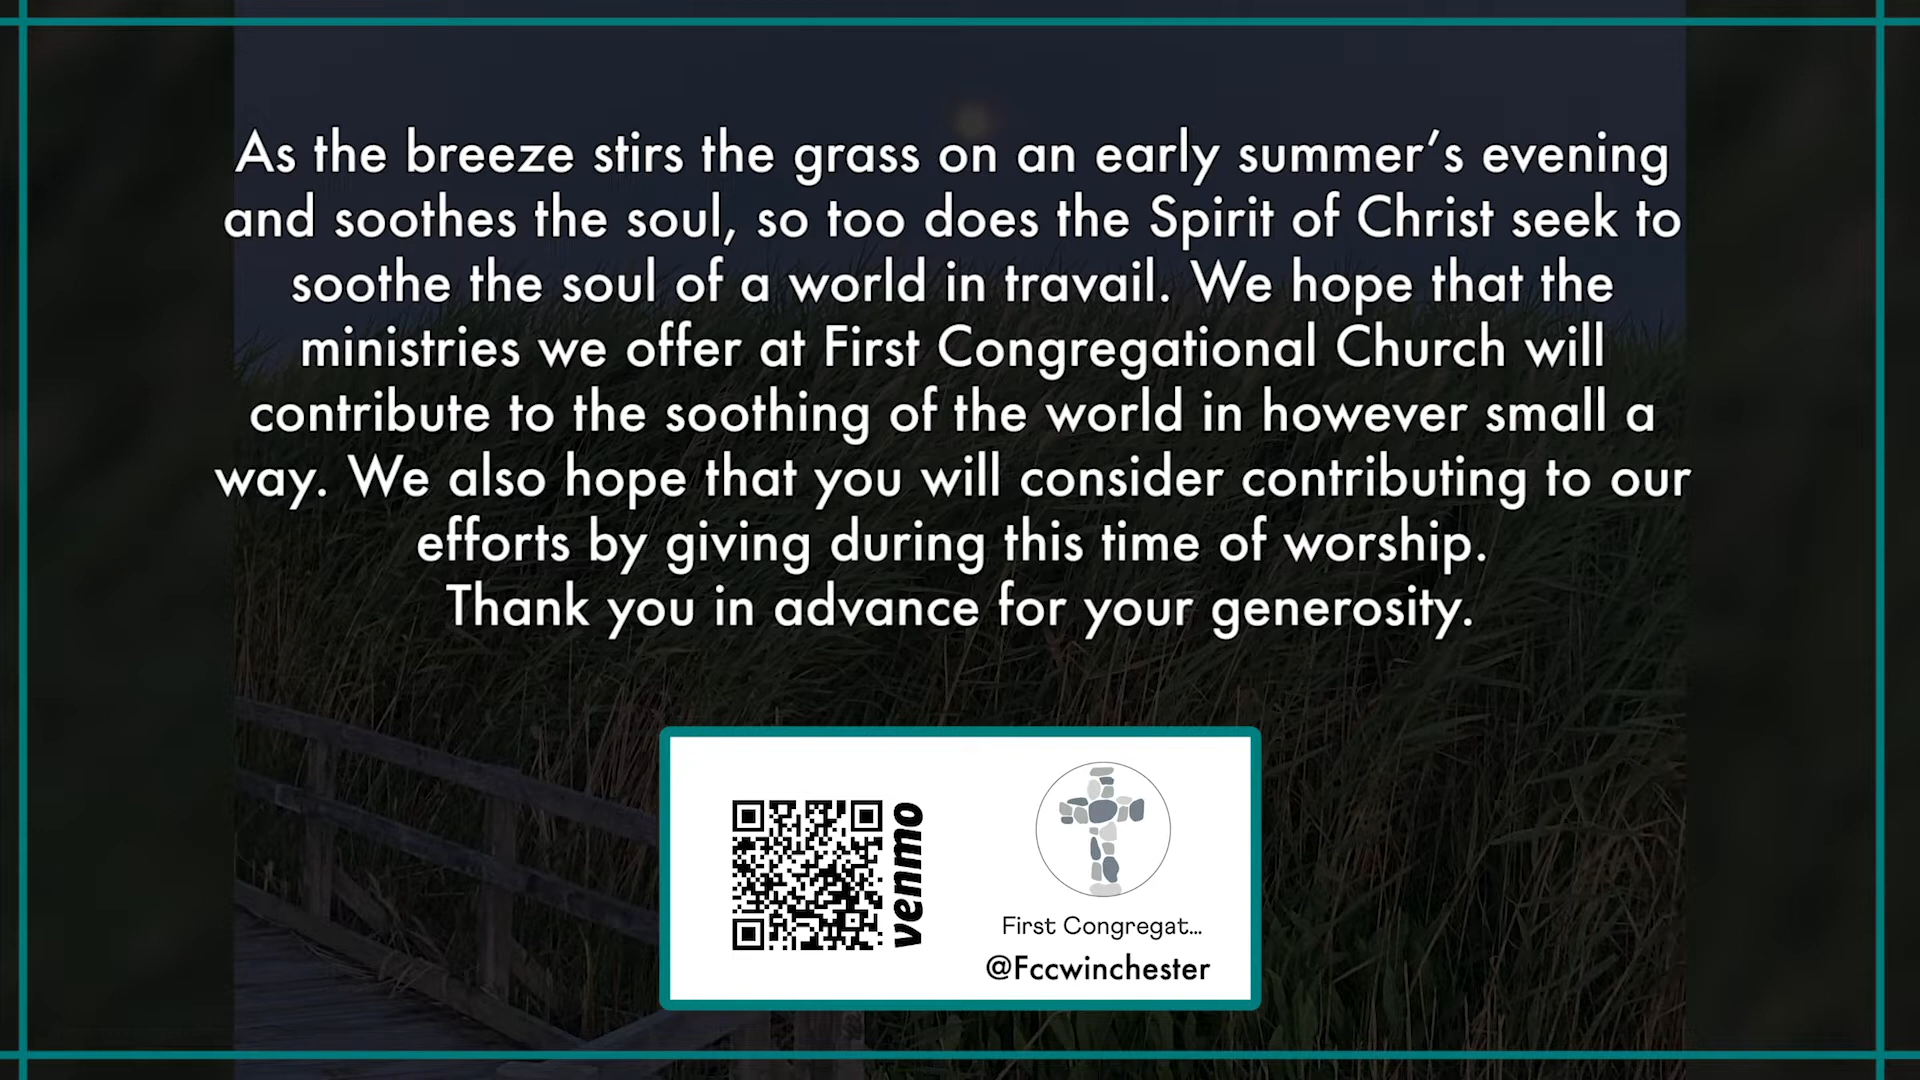 As the breeze stirs the grass on an early summer’s evening
and soothes the soul, so too does the Spirit of Christ seek to
soothe the soul of a world in travail. We hope that the
ministries we offer at First Congregational Church will
contribute to the soothing of the world in however small a
way. We also hope that you will consider contributing to our
efforts by giving during this time of worship.
Thank you in advance for your generosity.
venmo
First Congregat...
@Fccwinchester